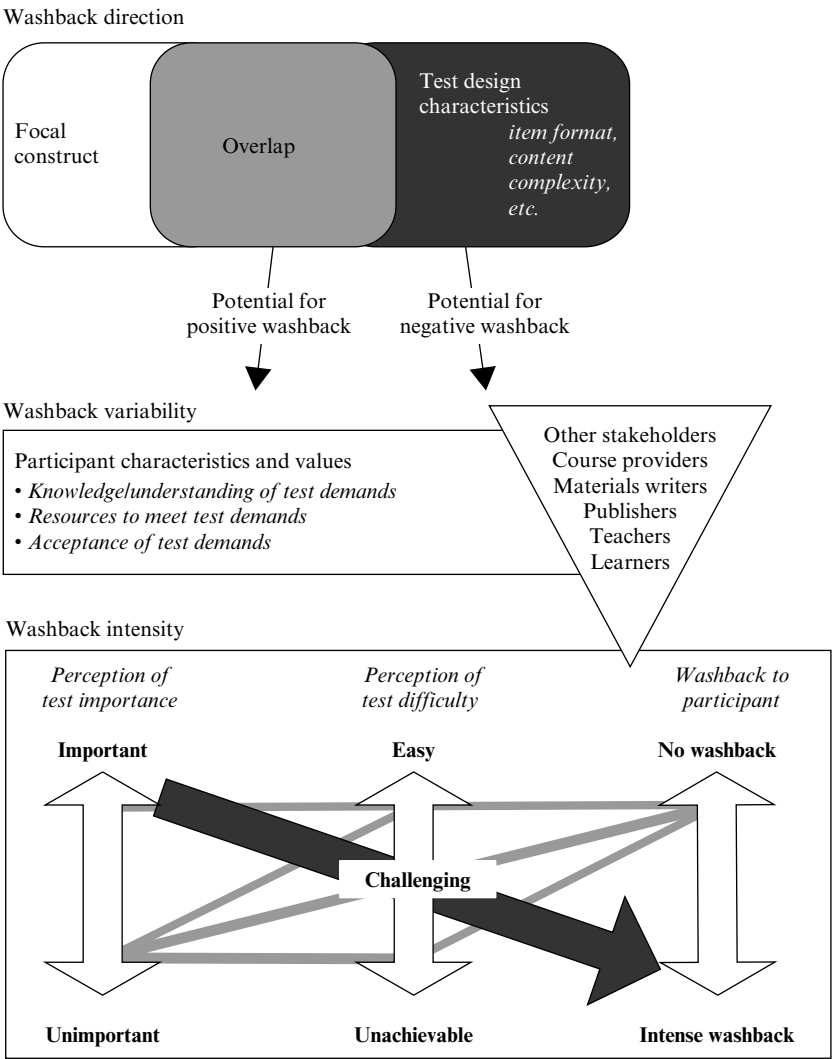 Washback direction
Focal
construct
Overlap
Test design
characteristics
item format,
content
complexity,
etc.
Potential for
positive washback
Potential for
negative washback
Washback variability
Participant characteristics and values
• Knowledge/understanding of test demands
• Resources to meet test demands
• Acceptance of test demands
Other stakeholders
Course providers
Materials writers
Publishers
Teachers
Learners
Washback intensity
Perception of
test importance
Perception of
test difficulty
Washback to
participant
Important
Easy
No washback
Challenging
Unimportant
Unachievable
Intense washback